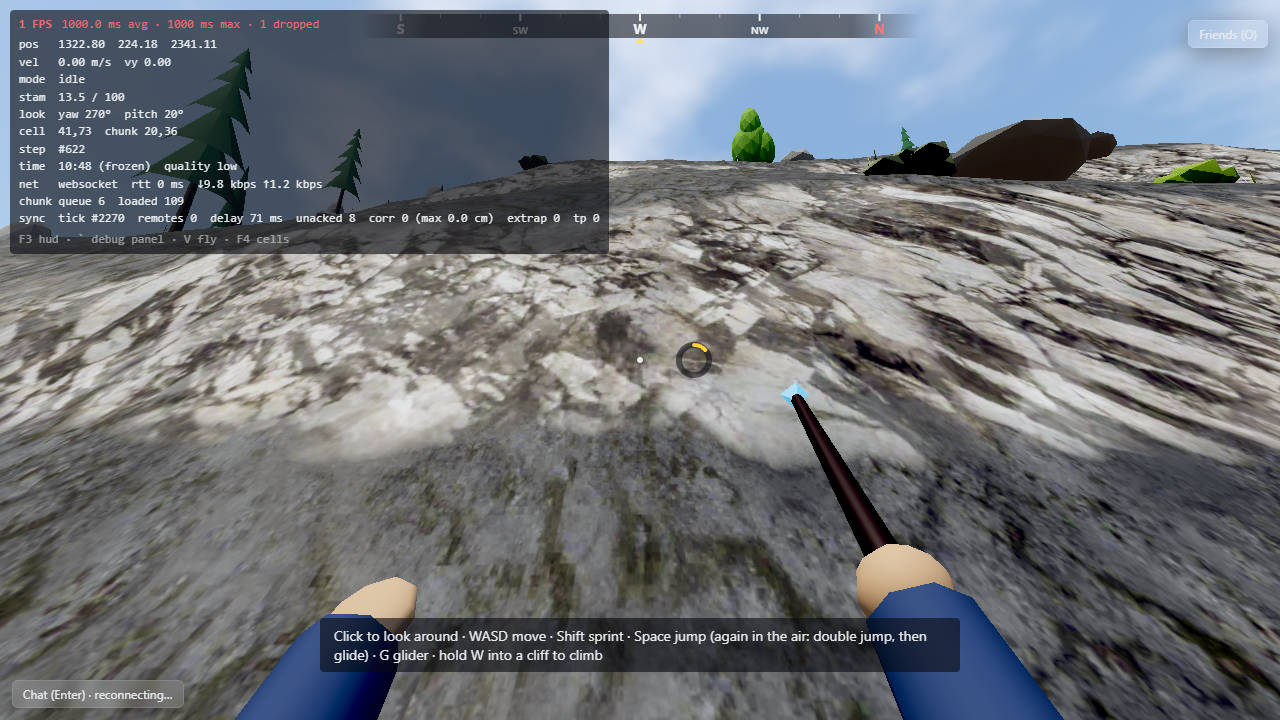 1 FPS 1000.0 ms avg · 1000 ms max · 1 dropped
pos 1322.80 224.18 2341.11
vel 0.00 m/s vy 0.00
mode idle
stam 13.5 / 100
look yaw 270° pitch 20°
cell 41,73 chunk 20,36
step #622
time 10:48 (frozen) quality low
net websocket rtt 0 ms ↓9.8 kbps ↑1.2 kbps
chunk queue 6 loaded 109
sync tick #2270 remotes 0 delay 71 ms unacked 8 corr 0 (max 0.0 cm) extrap 0 tp 0
F3 hud · ` debug panel · V fly · F4 cells
S SW W NW N
Friends (O)
Click to look around · WASD move · Shift sprint · Space jump (again in the air: double jump, then
glide) · G glider · hold W into a cliff to climb
Chat (Enter) · reconnecting...